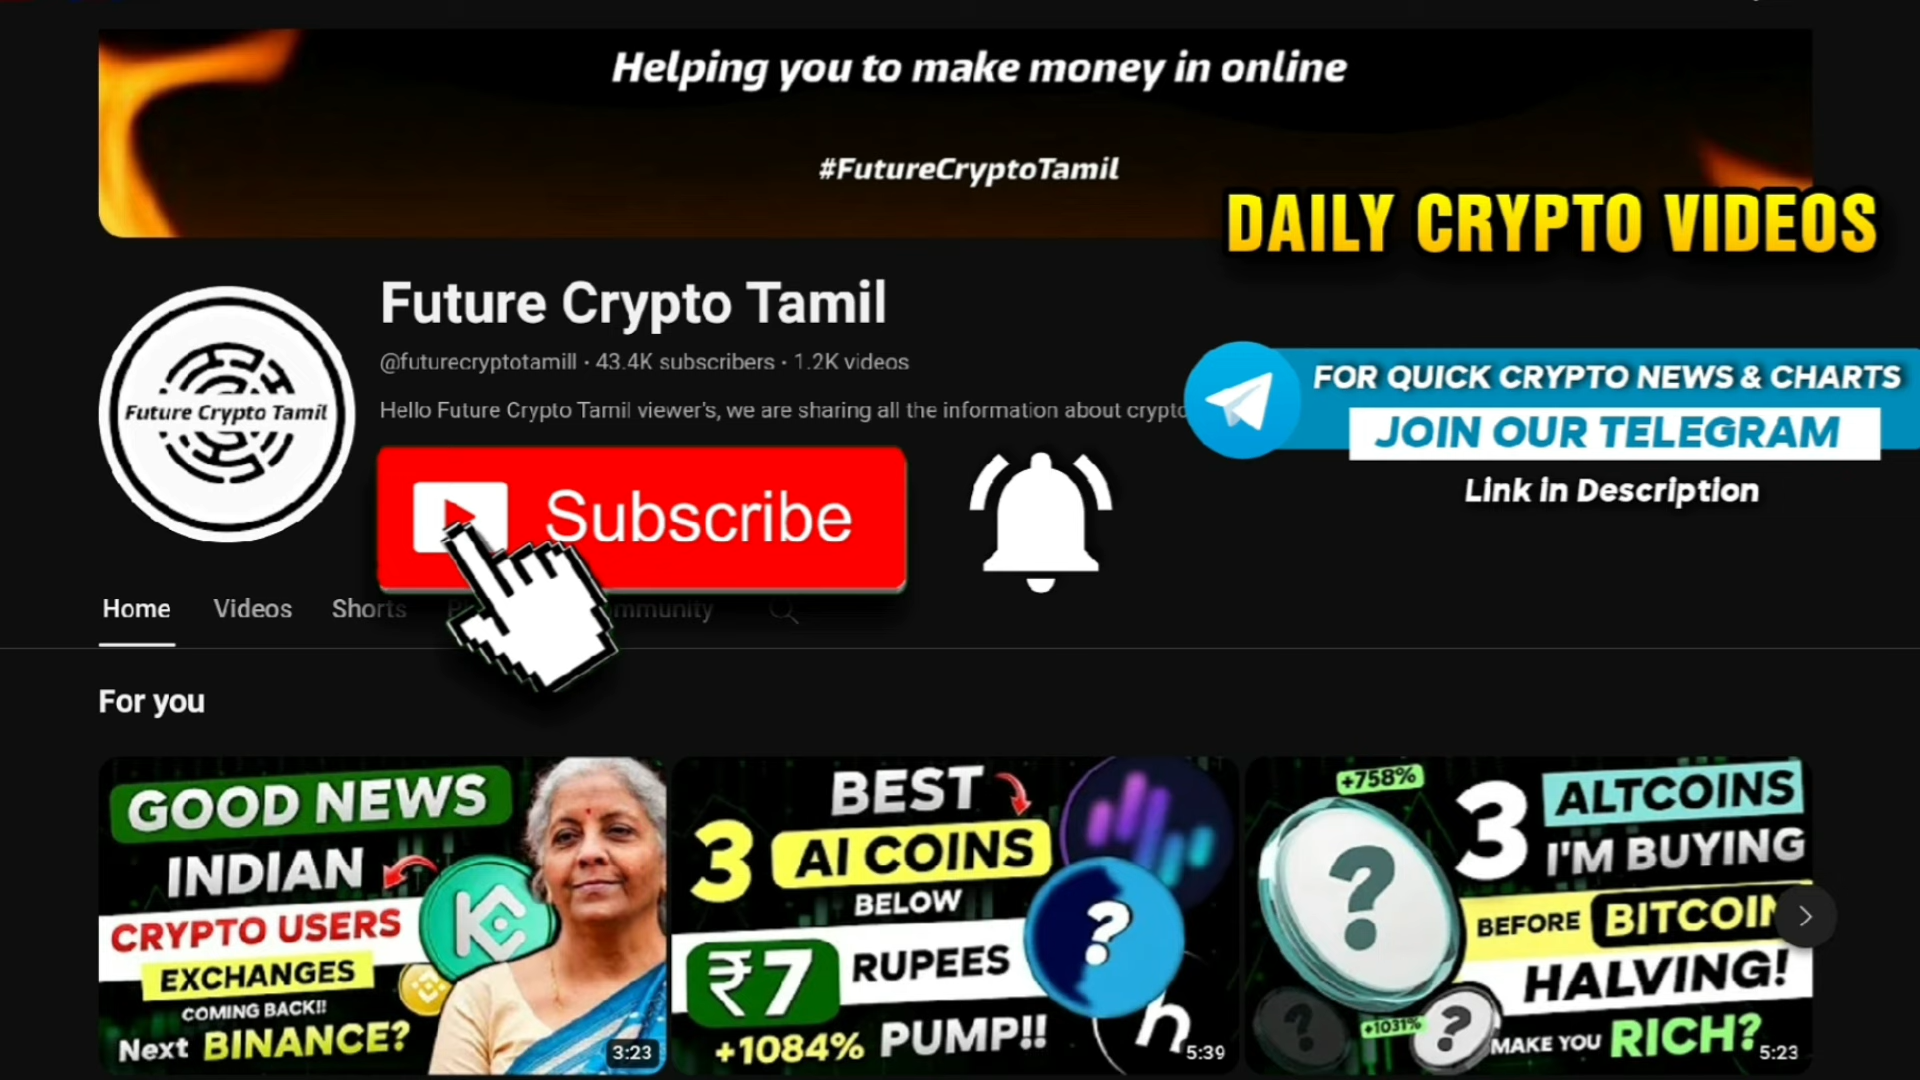 Helping you to make money in online
#FutureCryptoTamil
DAILY CRYPTO VIDEOS
Future Crypto Tamil
Future Crypto Tamil
@futurecryptotamill · 43.4K subscribers · 1.2K videos
Hello Future Crypto Tamil viewer's, we are sharing all the information about crypto
FOR QUICK CRYPTO NEWS & CHARTS
JOIN OUR TELEGRAM
Link in Description
Subscribe
Home Videos Shorts
For you
GOOD NEWS
INDIAN
CRYPTO USERS
EXCHANGES
COMING BACK!!
Next BINANCE?
3:23
BEST
3 AI COINS
BELOW
₹7 RUPEES
+1084% PUMP!!
5:39
+758%
3 ALTCOINS
I'M BUYING
BEFORE BITCOIN
HALVING!
+1031%
MAKE YOU RICH?
5:23